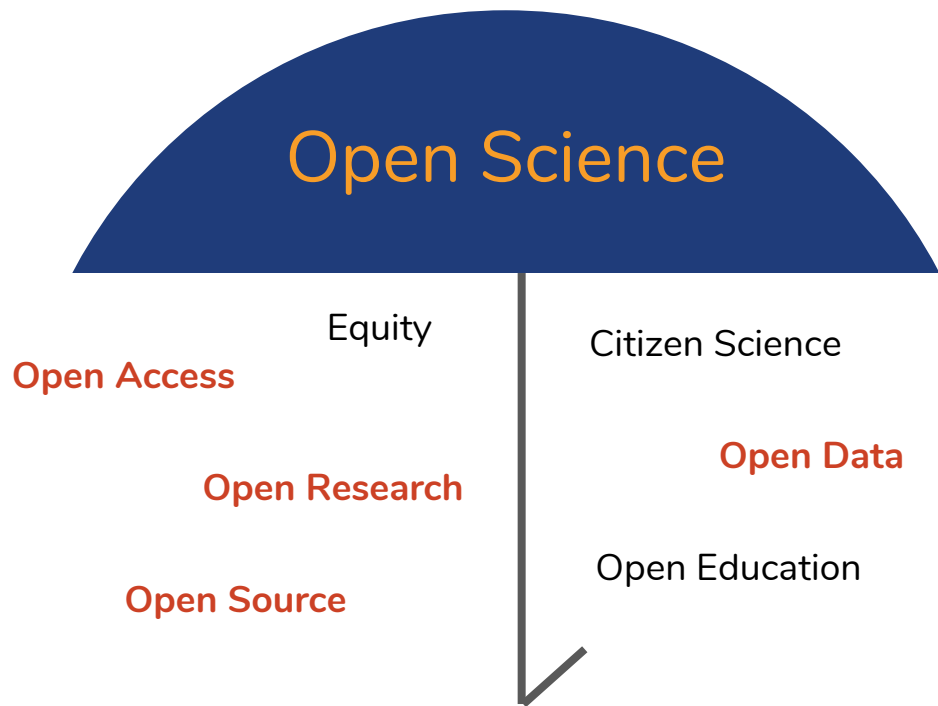 Open Science
Equity
Citizen Science
Open Access
Open Data
Open Research
Open Education
Open Source